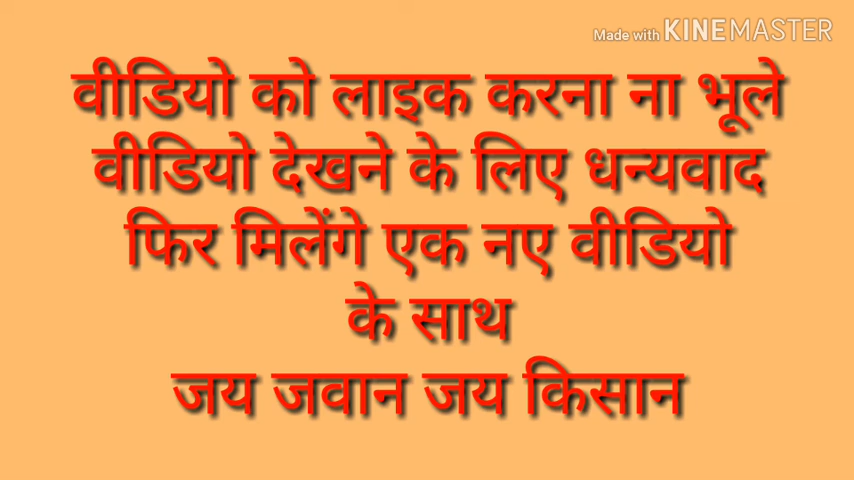 Made with KINEMASTER
वीडियो को लाइक करना ना भूले
वीडियो देखने के लिए धन्यवाद
फिर मिलेंगे एक नए वीडियो
के साथ
जय जवान जय किसान